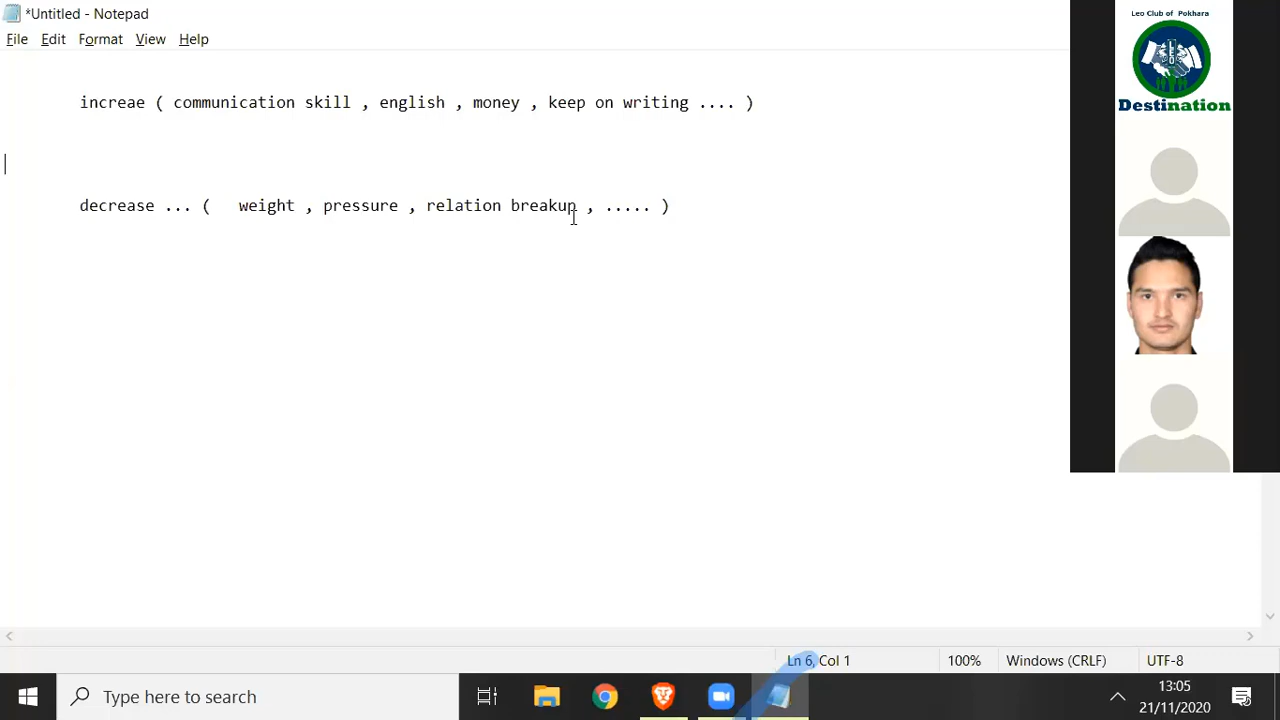 *Untitled - Notepad
File Edit Format View Help
increae ( communication skill , english , money , keep on writing .... )
decrease ... ( weight , pressure , relation breakup , ..... )
Leo Club of Pokhara
LEO
Destination
Ln 6, Col 1 100% Windows (CRLF) UTF-8
Type here to search
13:05
21/11/2020